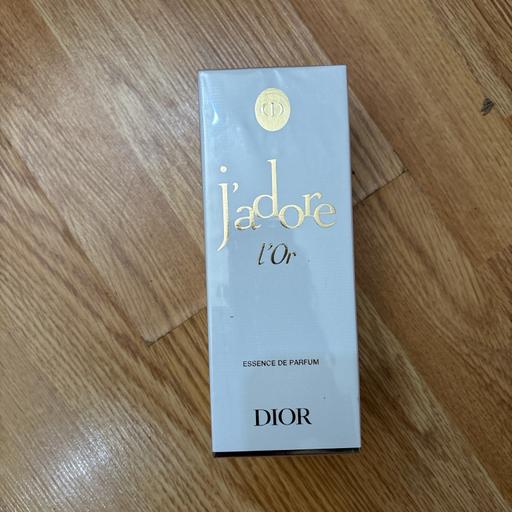 j'adore
l'Or
ESSENCE DE PARFUM
DIOR